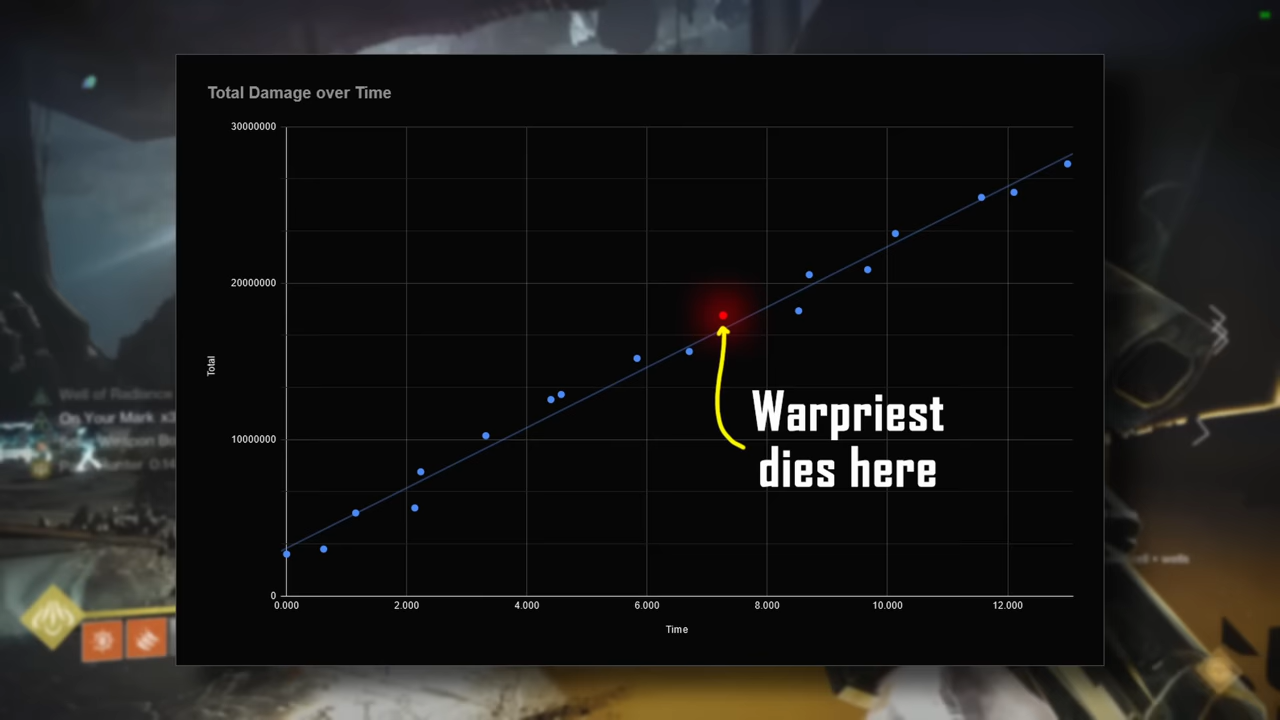 Total Damage over Time
30000000
20000000
Total
Well of Radiance
On Your Mark x3
10000000
Warpriest
dies here
0
0.000 2.000 4.000 6.000 8.000 10.000 12.000
Time